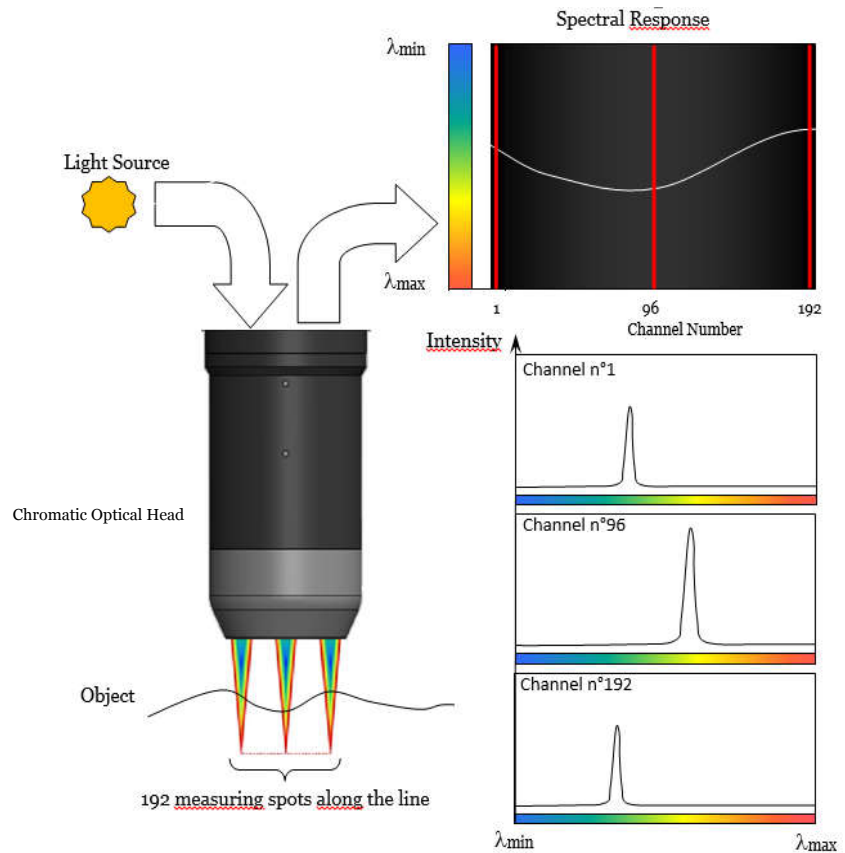 Spectral Response
λmin
Light Source
λmax
1
96
192
Channel Number
Intensity
Channel n°1
Chromatic Optical Head
Channel n°96
Object
Channel n°192
192 measuring spots along the line
λmin
λmax